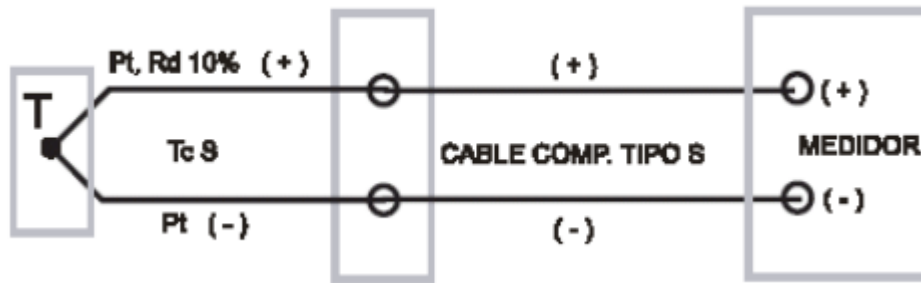 Pt, Rd 10% (+)
(+)
(+)
T
Tc S
CABLE COMP. TIPO S
MEDIDOR
Pt (-)
(-)
(-)